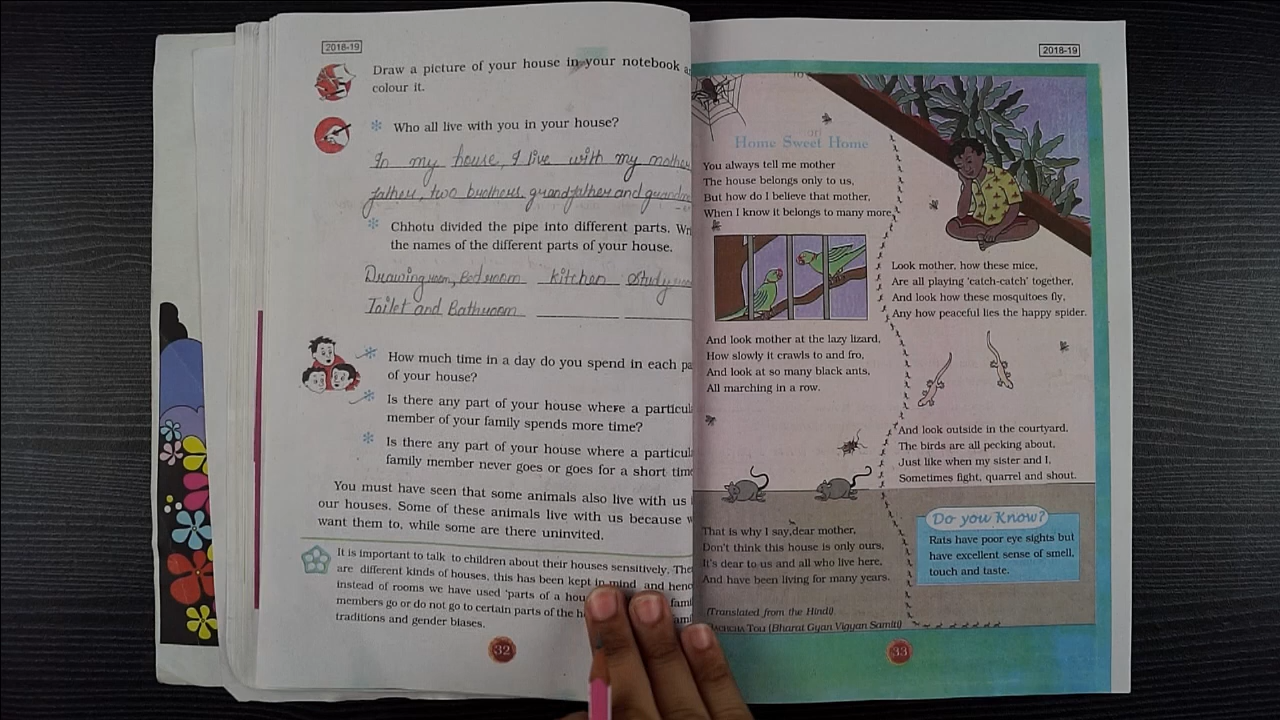 2018-19
Draw a picture of your house in your notebook
colour it.
Who all live with you in your house?
In my house, I live with my mother
father, two brothers, grandfather and
Chhotu divided the pipe into different parts.
the names of the different parts of your house.
Drawing room, Bedroom kitchen Study
Toilet and Bathroom
How much time in a day do you spend in each
of your house?
Is there any part of your house where a
member of your family spends more time?
Is there any part of your house where a
family member never goes or goes for a short
You must have seen that some animals also live with us
our houses. Some of these animals live with us because
want them to, while some are there uninvited.
It is important to talk to children about their houses sensitively.
are different kinds of houses, this has been kept in mind and
instead of rooms we have used 'parts of a
members go or do not go to certain parts of the
traditions and gender biases.
32
2018-19
Home Sweet Home
You always tell me mother
The house belongs only to us,
But how do I believe that mother,
When I know it belongs to many more,
Look mother, how these mice,
Are all playing 'catch-catch' together,
And look how these mosquitoes fly,
Any how peaceful lies the happy spider.
And look mother at the lazy lizard,
How slowly it crawls to and fro,
And look at so many black ants,
All marching in a row.
And look outside in the courtyard,
The birds are all pecking about,
Just like when my sister and I,
Sometimes fight, quarrel and shout.
That is why I say,dear mother,
Don't think this house is only ours,
It's dear to us and all who live here,
And have been living for many years.
Do you Know?
Rats have poor eye sights but
have excellent sense of smell,
touch and taste.
(Translated from the Hindi)
Tou (Bharat Gyan Vigyan Samiti)
33